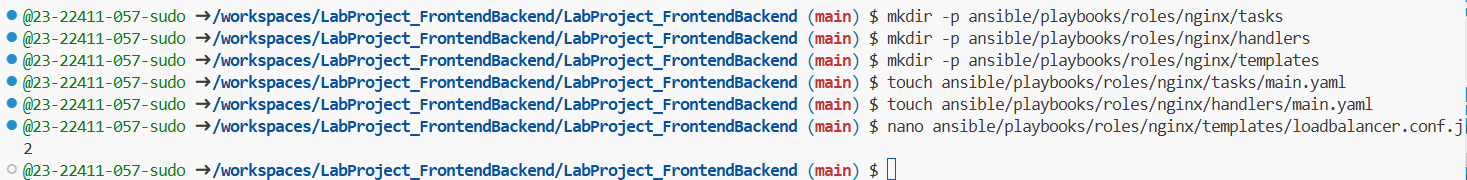 @23-22411-057-sudo ➜/workspaces/LabProject_FrontendBackend/LabProject_FrontendBackend (main) $ mkdir -p ansible/playbooks/roles/nginx/tasks
@23-22411-057-sudo ➜/workspaces/LabProject_FrontendBackend/LabProject_FrontendBackend (main) $ mkdir -p ansible/playbooks/roles/nginx/handlers
@23-22411-057-sudo ➜/workspaces/LabProject_FrontendBackend/LabProject_FrontendBackend (main) $ mkdir -p ansible/playbooks/roles/nginx/templates
@23-22411-057-sudo ➜/workspaces/LabProject_FrontendBackend/LabProject_FrontendBackend (main) $ touch ansible/playbooks/roles/nginx/tasks/main.yaml
@23-22411-057-sudo ➜/workspaces/LabProject_FrontendBackend/LabProject_FrontendBackend (main) $ touch ansible/playbooks/roles/nginx/handlers/main.yaml
@23-22411-057-sudo ➜/workspaces/LabProject_FrontendBackend/LabProject_FrontendBackend (main) $ nano ansible/playbooks/roles/nginx/templates/loadbalancer.conf.j
2
@23-22411-057-sudo ➜/workspaces/LabProject_FrontendBackend/LabProject_FrontendBackend (main) $